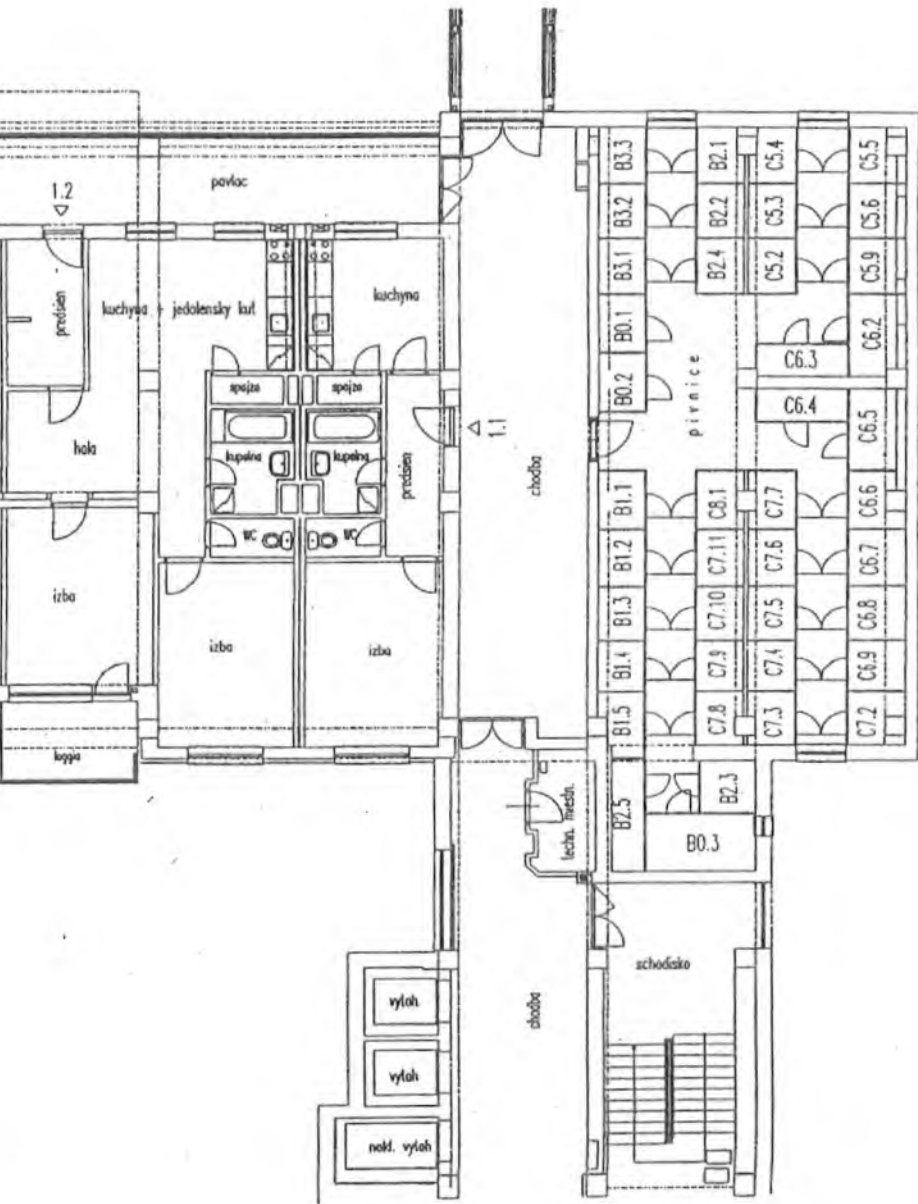 1.2
pavlac
predsien
kuchyna + jedalensky kut
kuchyna
spajza
spajza
hala
kupelna
kupelna
predsien
1.1
chodba
WC
WC
izba
izba
izba
loggia
B3.3
B2.1
C5.4
C5.5
B3.2
B2.2
C5.3
C5.6
B3.1
B2.4
C5.2
C5.9
B0.1
C6.2
C6.3
B0.2
pivnice
C6.4
C6.5
B1.1
C8.1
C7.7
C6.6
B1.2
C7.11
C7.6
C6.7
B1.3
C7.10
C7.5
C6.8
B1.4
C7.9
C7.4
C6.9
B1.5
C7.8
C7.3
C7.2
techn. miestn.
B2.5
B2.3
B0.3
schodisko
chodba
vytah
vytah
nakl. vytah